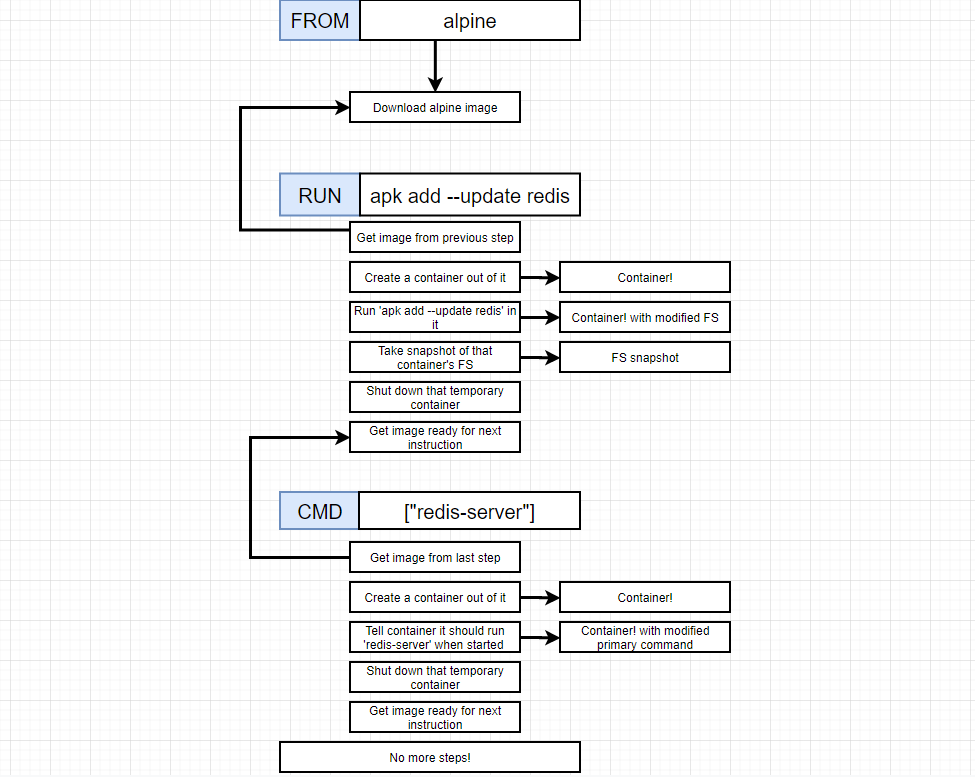 FROM alpine
Download alpine image
RUN apk add --update redis
Get image from previous step
Create a container out of it
Container!
Run 'apk add --update redis' in
it
Container! with modified FS
Take snapshot of that
container's FS
FS snapshot
Shut down that temporary
container
Get image ready for next
instruction
CMD ["redis-server"]
Get image from last step
Create a container out of it
Container!
Tell container it should run
'redis-server' when started
Container! with modified
primary command
Shut down that temporary
container
Get image ready for next
instruction
No more steps!